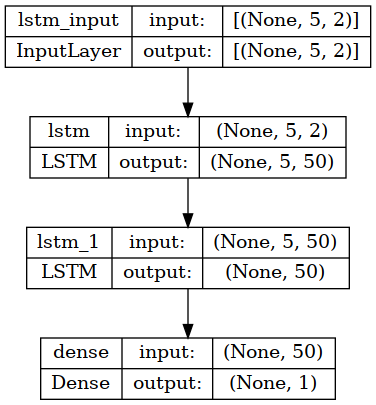 lstm_input input: [(None, 5, 2)]
InputLayer output: [(None, 5, 2)]
lstm input: (None, 5, 2)
LSTM output: (None, 5, 50)
lstm_1 input: (None, 5, 50)
LSTM output: (None, 50)
dense input: (None, 50)
Dense output: (None, 1)